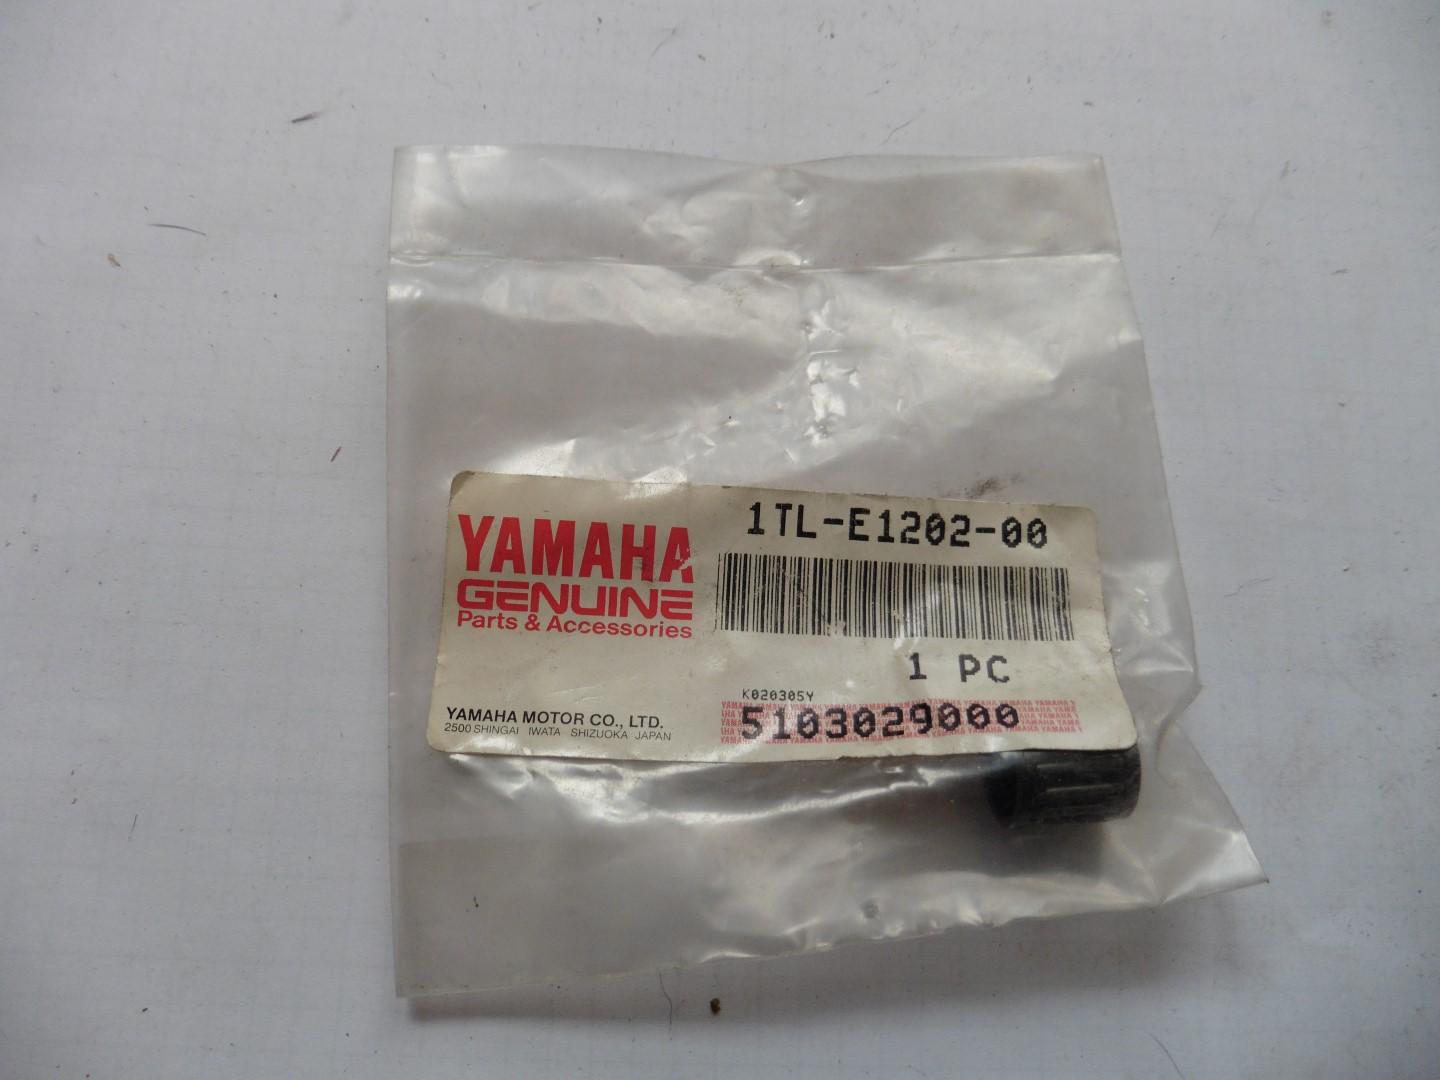 YAMAHA
GENUINE
Parts & Accessories
YAMAHA MOTOR CO., LTD.
2500 SHINGAI IWATA SHIZUOKA JAPAN
1TL-E1202-00
1 PC
K020305Y
5103029000